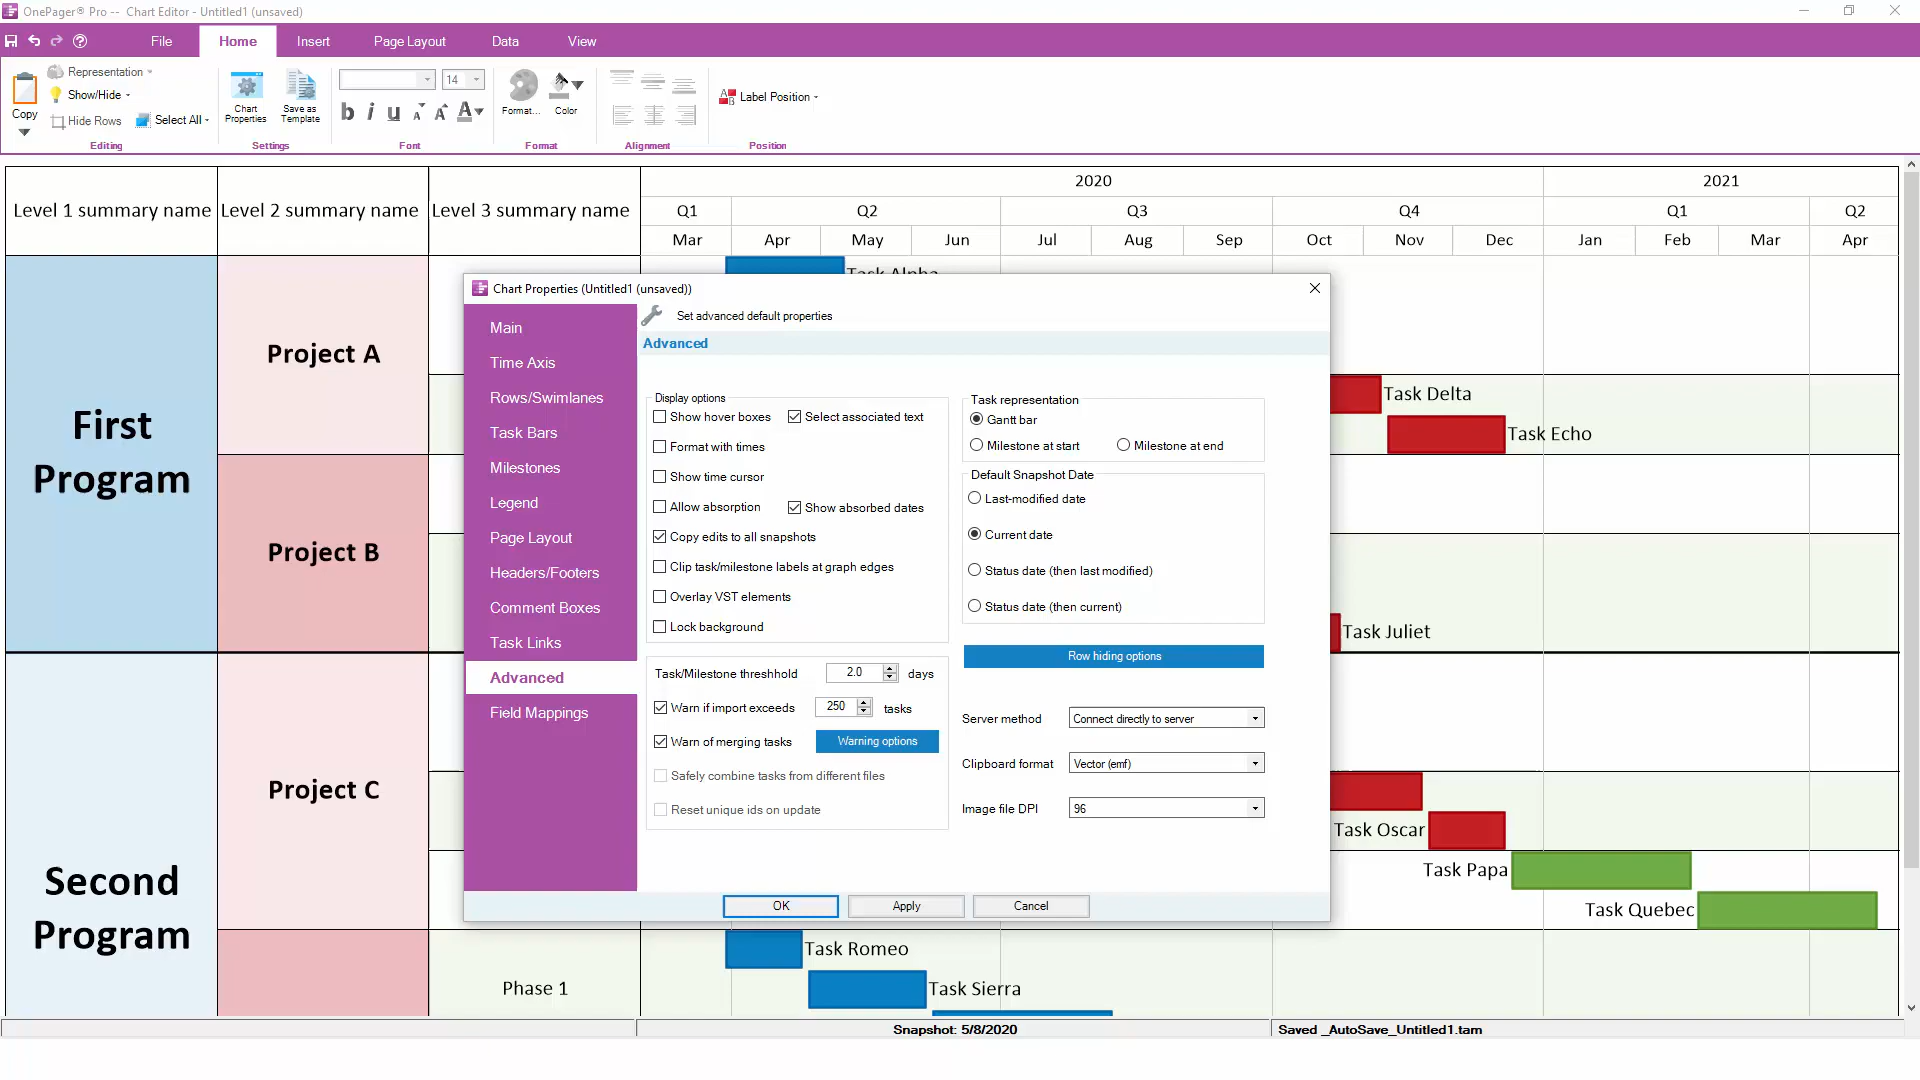 OnePager® Pro -- Chart Editor - Untitled1 (unsaved)
File Home Insert Page Layout Data View
Copy
Representation
Show/Hide
Hide Rows
Select All
Editing
Chart Properties
Save as Template
Settings
14
b i u A A A
Font
Format...
Color
Format
Alignment
Label Position
Position
Level 1 summary name Level 2 summary name Level 3 summary name
2020 2021
Q1 Q2 Q3 Q4 Q1 Q2
Mar Apr May Jun Jul Aug Sep Oct Nov Dec Jan Feb Mar Apr
First
Program
Second
Program
Project A
Project B
Project C
Phase 1
Task Alpha
Task Delta
Task Echo
Task Juliet
Task Oscar
Task Papa
Task Quebec
Task Romeo
Task Sierra
Chart Properties (Untitled1 (unsaved))
Main
Time Axis
Rows/Swimlanes
Task Bars
Milestones
Legend
Page Layout
Headers/Footers
Comment Boxes
Task Links
Advanced
Field Mappings
Set advanced default properties
Advanced
Display options
Show hover boxes Select associated text
Format with times
Show time cursor
Allow absorption Show absorbed dates
Copy edits to all snapshots
Clip task/milestone labels at graph edges
Overlay VST elements
Lock background
Task/Milestone threshhold 2.0 days
Warn if import exceeds 250 tasks
Warn of merging tasks Warning options
Safely combine tasks from different files
Reset unique ids on update
Task representation
Gantt bar
Milestone at start Milestone at end
Default Snapshot Date
Last-modified date
Current date
Status date (then last modified)
Status date (then current)
Row hiding options
Server method Connect directly to server
Clipboard format Vector (emf)
Image file DPI 96
OK Apply Cancel
Snapshot: 5/8/2020
Saved _AutoSave_Untitled1.tam